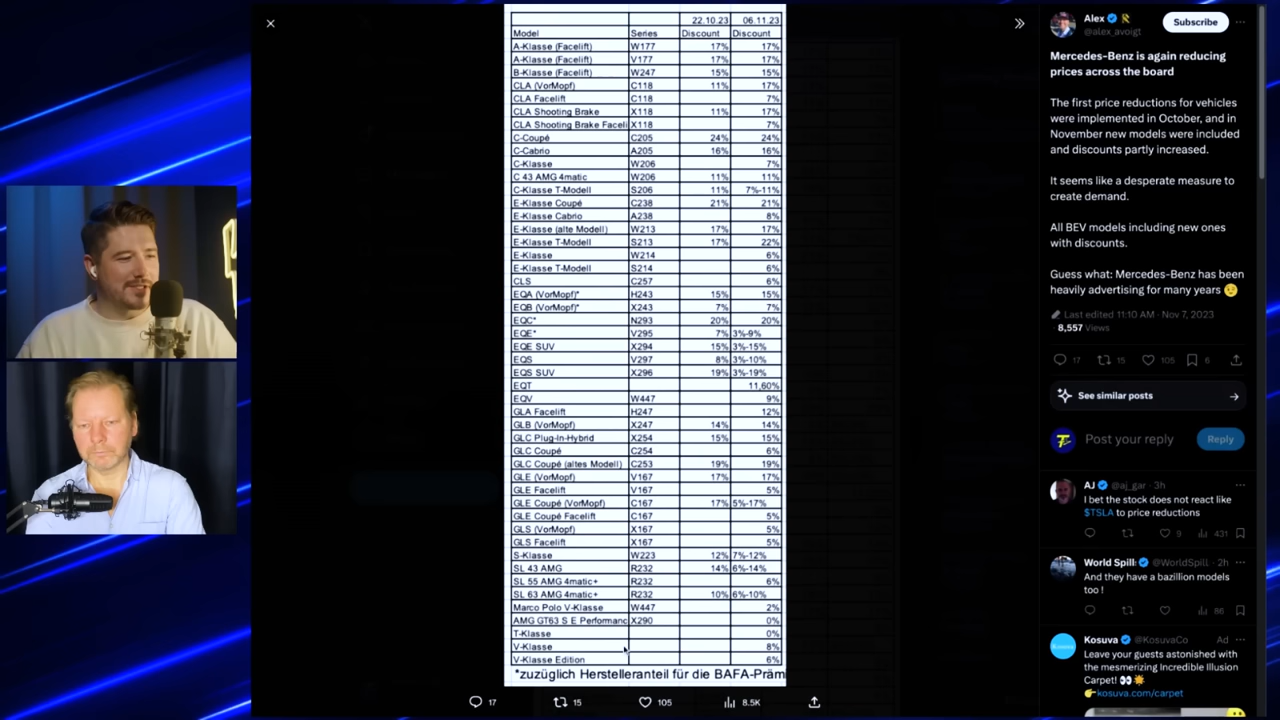 22.10.23 06.11.23
Model Series Discount Discount
A-Klasse (Facelift) W177 17% 17%
A-Klasse (Facelift) V177 17% 17%
B-Klasse (Facelift) W247 15% 15%
CLA (VorMopf) C118 11% 17%
CLA Facelift C118 7%
CLA Shooting Brake X118 11% 17%
CLA Shooting Brake Faceli X118 7%
C-Coupé C205 24% 24%
C-Cabrio A205 16% 16%
C-Klasse W206 7%
C 43 AMG 4matic W206 11% 11%
C-Klasse T-Modell S206 11% 7%-11%
E-Klasse Coupé C238 21% 21%
E-Klasse Cabrio A238 8%
E-Klasse (alte Modell) W213 17% 17%
E-Klasse T-Modell S213 17% 22%
E-Klasse W214 6%
E-Klasse T-Modell S214 6%
CLS C257 6%
EQA (VorMopf)* H243 15% 15%
EQB (VorMopf)* X243 7% 7%
EQC* N293 20% 20%
EQE* V295 7% 3%-9%
EQE SUV X294 15% 3%-15%
EQS V297 8% 3%-10%
EQS SUV X296 19% 3%-19%
EQT 11,60%
EQV W447 9%
GLA Facelift H247 12%
GLB (VorMopf) X247 14% 14%
GLC Plug-In-Hybrid X254 15% 15%
GLC Coupé C254 6%
GLC Coupé (altes Modell) C253 19% 19%
GLE (VorMopf) V167 17% 17%
GLE Facelift V167 5%
GLE Coupé (VorMopf) C167 17% 5%-17%
GLE Coupé Facelift C167 5%
GLS (VorMopf) X167 5%
GLS Facelift X167 5%
S-Klasse W223 12% 7%-12%
SL 43 AMG R232 14% 6%-14%
SL 55 AMG 4matic+ R232 6%
SL 63 AMG 4matic+ R232 10% 6%-10%
Marco Polo V-Klasse W447 2%
AMG GT63 S E Performanc X290 0%
T-Klasse 0%
V-Klasse 8%
V-Klasse Edition 6%
*zuzüglich Herstelleranteil für die BAFA-Prämi
17 15 105 8.5K
Alex
@alex_avoigt
Subscribe
Mercedes-Benz is again reducing
prices across the board
The first price reductions for vehicles
were implemented in October, and in
November new models were included
and discounts partly increased.
It seems like a desperate measure to
create demand.
All BEV models including new ones
with discounts.
Guess what: Mercedes-Benz has been
heavily advertising for many years
Last edited 11:10 AM · Nov 7, 2023
8,557 Views
17 15 105 6
See similar posts
Post your reply
Reply
AJ @aj_gar · 3h
I bet the stock does not react like
$TSLA to price reductions
9 431
World Spill: @WorldSpill · 2h
And they have a bazillion models
too !
86
Kosuva @KosuvaCo Ad
Leave your guests astonished with
the mesmerizing Incredible Illusion
Carpet!
kosuva.com/carpet